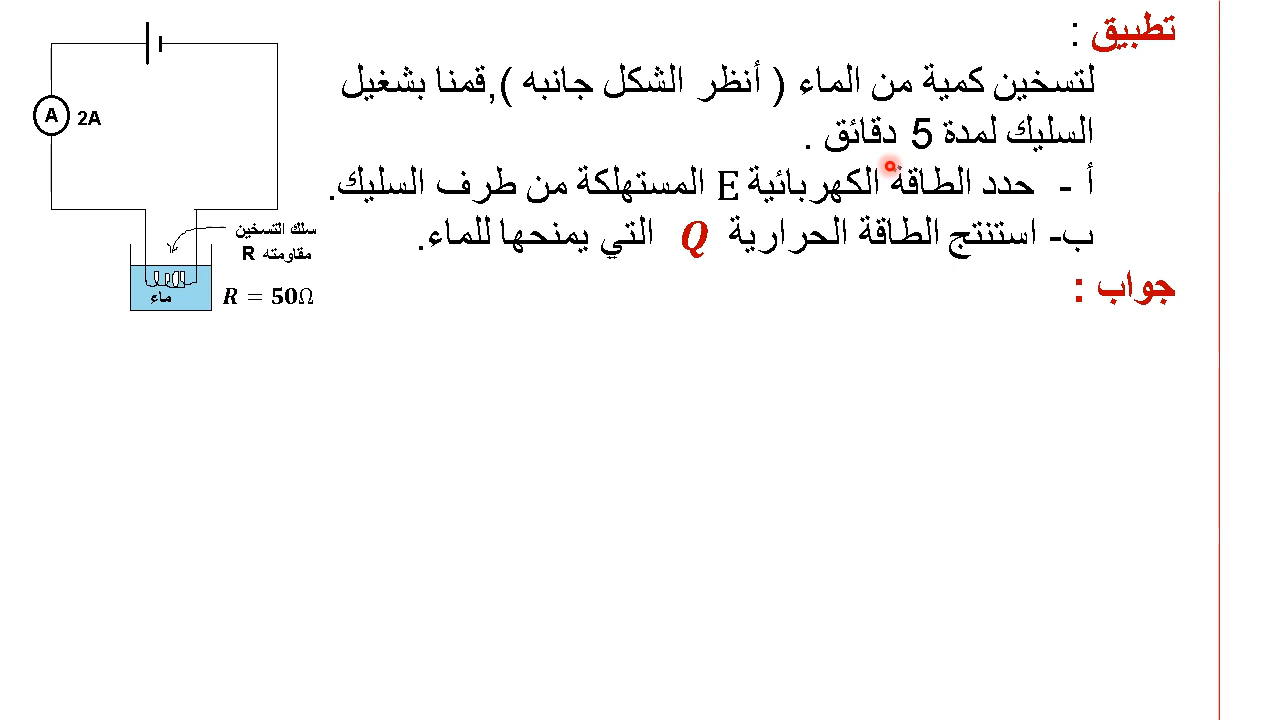 تطبيق :
لتسخين كمية من الماء ( أنظر الشكل جانبه ),قمنا بشغيل
السليك لمدة 5 دقائق .
أ - حدد الطاقة الكهربائية E المستهلكة من طرف السليك.
ب- استنتج الطاقة الحرارية Q التي يمنحها للماء.
جواب :
A
2A
سلك التسخين
مقاومته R
ماء
R = 50Ω